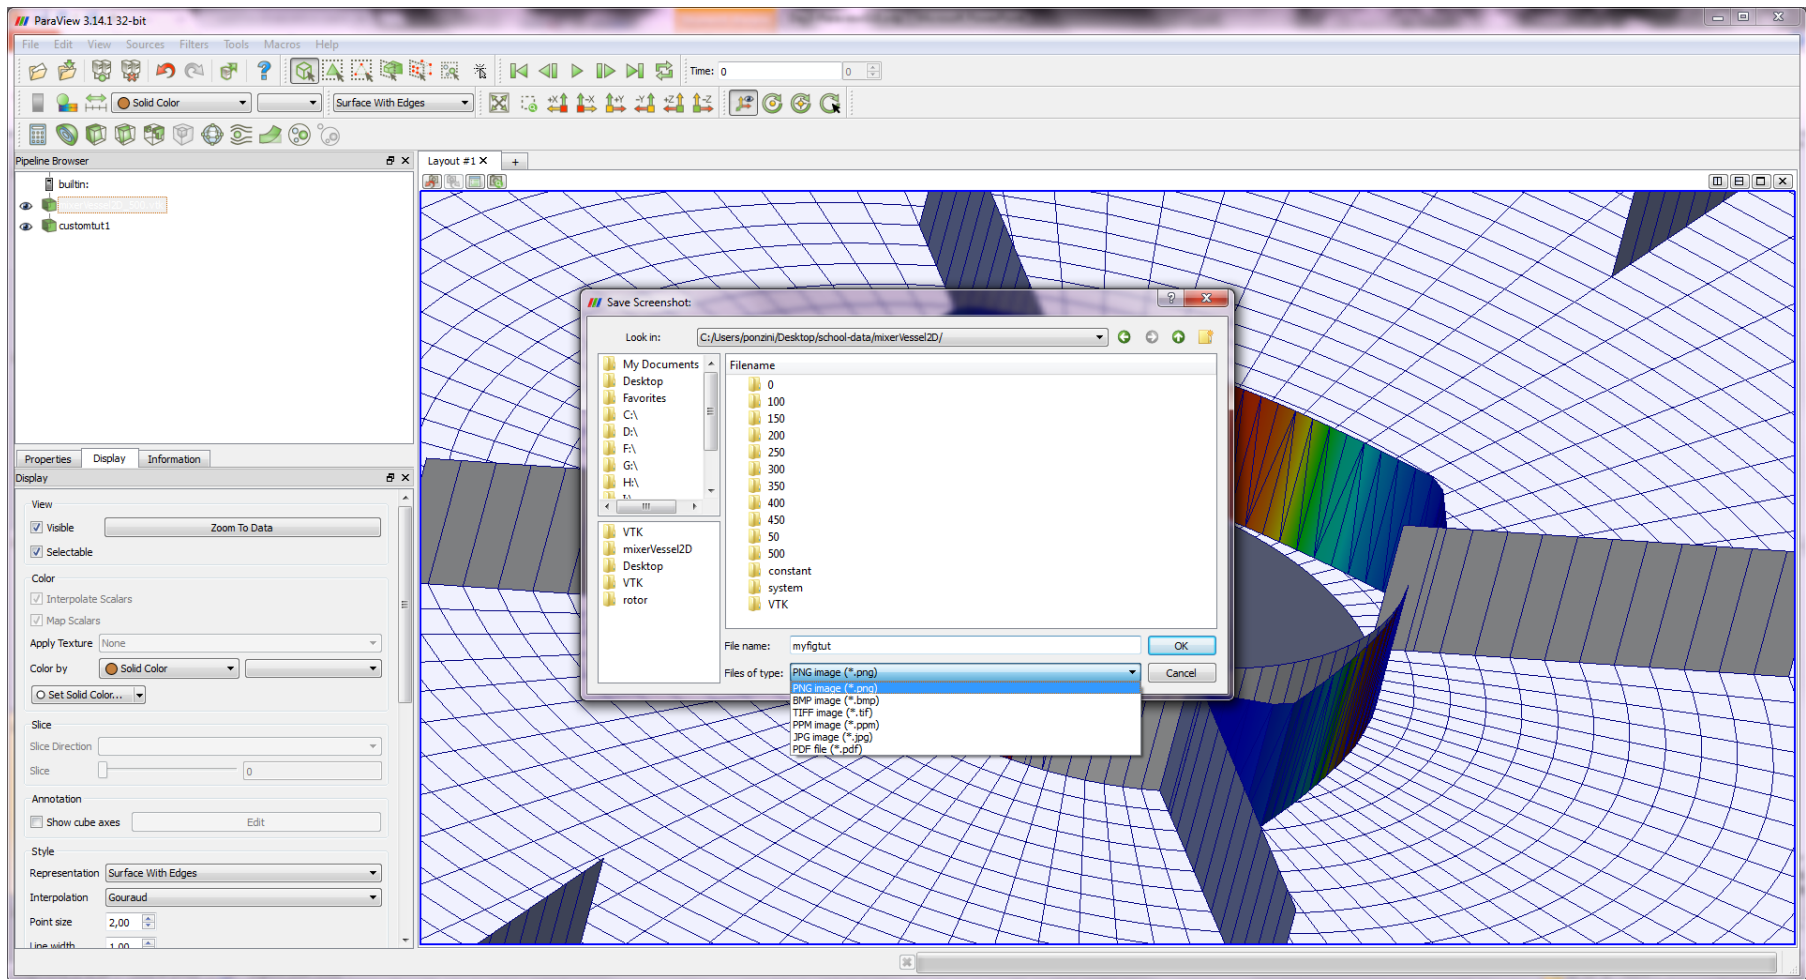 ParaView 3.14.1 32-bit
File Edit View Sources Filters Tools Macros Help
Time: 0 0
Solid Color Surface With Edges +X -X +Y -Y +Z -Z
Pipeline Browser
builtin:
customtut1
Layout #1 X +
Properties Display Information
Display
View
Visible Zoom To Data
Selectable
Color
Interpolate Scalars
Map Scalars
Apply Texture None
Color by Solid Color
Set Solid Color...
Slice
Slice Direction
Slice 0
Annotation
Show cube axes Edit
Style
Representation Surface With Edges
Interpolation Gouraud
Point size 2,00
Line width 1,00
Save Screenshot:
Look in: C:/Users/ponzini/Desktop/school-data/mixerVessel2D/
My Documents
Desktop
Favorites
C:\
D:\
F:\
G:\
H:\
I:\
VTK
mixerVessel2D
Desktop
VTK
rotor
Filename
0
100
150
200
250
300
350
400
450
50
500
constant
system
VTK
File name: myfigtut OK
Files of type: PNG image (*.png) Cancel
PNG image (*.png)
BMP image (*.bmp)
TIFF image (*.tif)
PPM image (*.ppm)
JPG image (*.jpg)
PDF file (*.pdf)